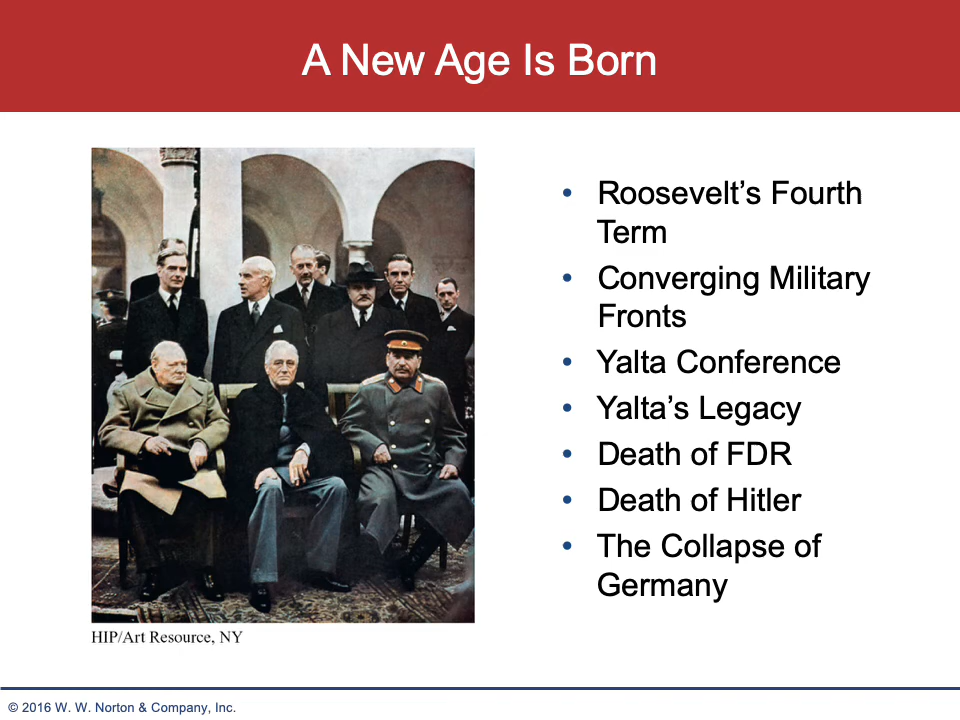 A New Age Is Born
• Roosevelt’s Fourth
Term
• Converging Military
Fronts
• Yalta Conference
• Yalta’s Legacy
• Death of FDR
• Death of Hitler
• The Collapse of
Germany
HIP/Art Resource, NY
© 2016 W. W. Norton & Company, Inc.